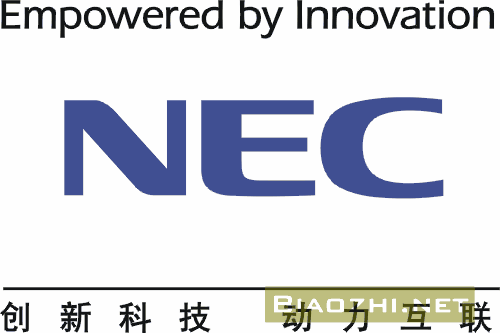 Empowered by Innovation
NEC
BIAOZHI.NET
创新科技 动力互联